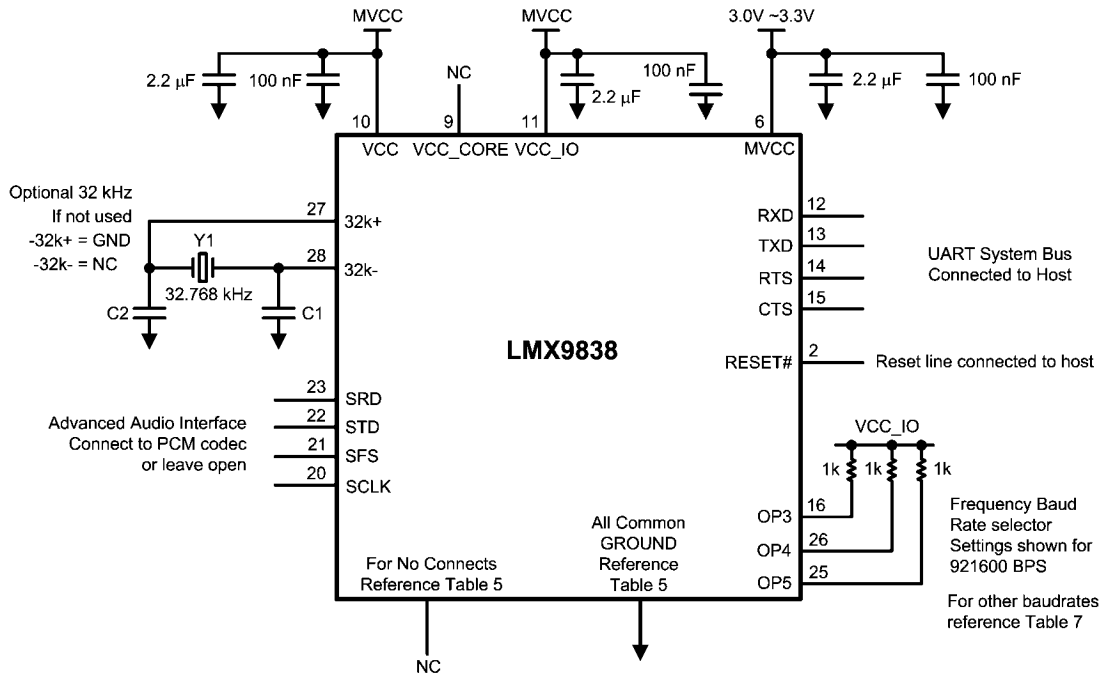 MVCC
MVCC
3.0V ~3.3V
2.2 µF
100 nF
NC
100 nF
2.2 µF
2.2 µF
100 nF
10
9
11
6
VCC
VCC_CORE
VCC_IO
MVCC
Optional 32 kHz
If not used
-32k+ = GND
-32k- = NC
27
32k+
Y1
28
32k-
32.768 kHz
C2
C1
RXD
12
TXD
13
RTS
14
CTS
15
UART System Bus
Connected to Host
LMX9838
RESET#
2
Reset line connected to host
Advanced Audio Interface
Connect to PCM codec
or leave open
23
SRD
22
STD
21
SFS
20
SCLK
VCC_IO
1k
1k
1k
OP3
16
OP4
26
OP5
25
Frequency Baud
Rate selector
Settings shown for
921600 BPS
For other baudrates
reference Table 7
For No Connects
Reference Table 5
All Common
GROUND
Reference
Table 5
NC